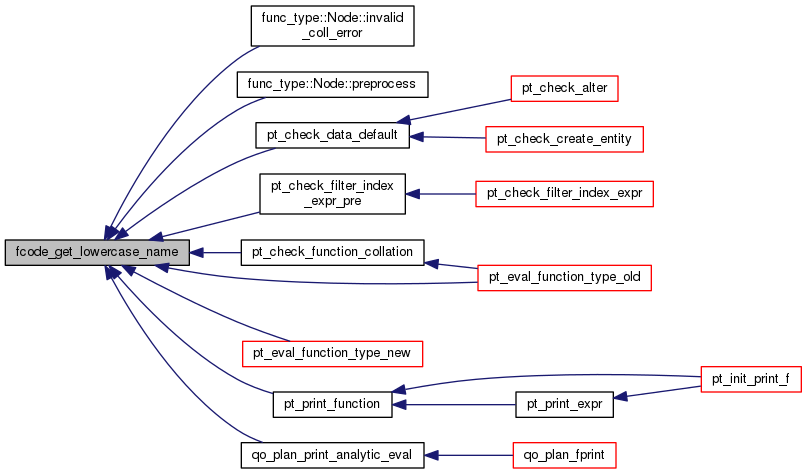 func_type::Node::invalid
_coll_error
func_type::Node::preprocess
pt_check_alter
pt_check_data_default
pt_check_create_entity
pt_check_filter_index
_expr_pre
pt_check_filter_index_expr
fcode_get_lowercase_name
pt_check_function_collation
pt_eval_function_type_old
pt_eval_function_type_new
pt_init_print_f
pt_print_function
pt_print_expr
qo_plan_print_analytic_eval
qo_plan_fprint